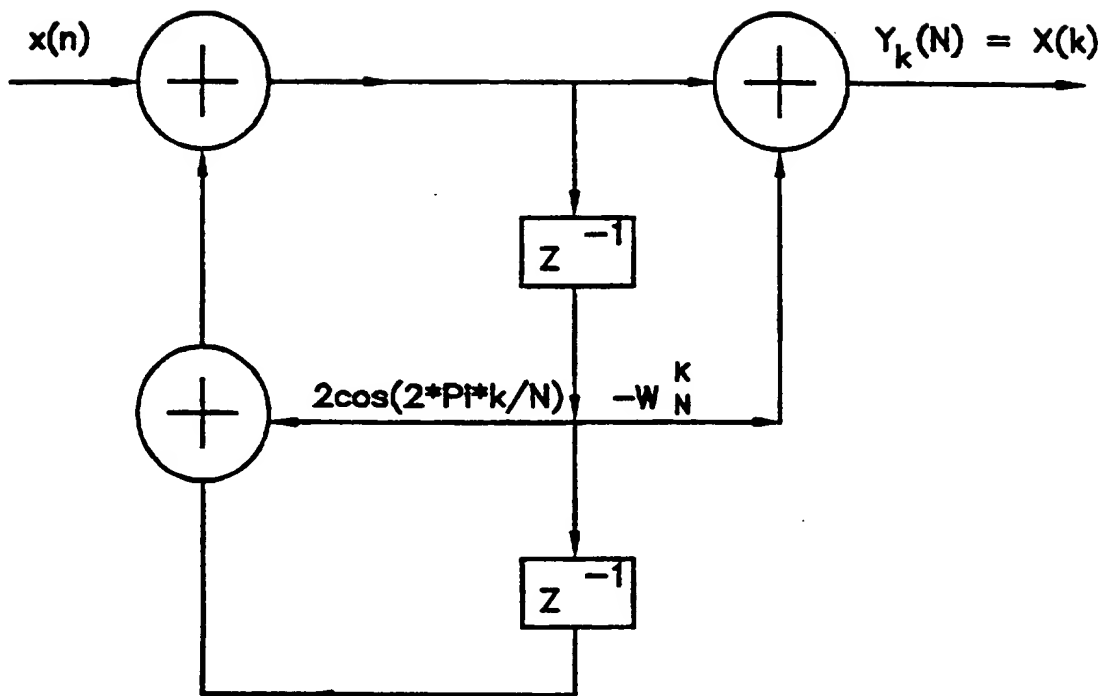 x(n)
Y_k(N) = X(k)
Z^-1
2cos(2*Pi*k/N)
-W_N^K
Z^-1